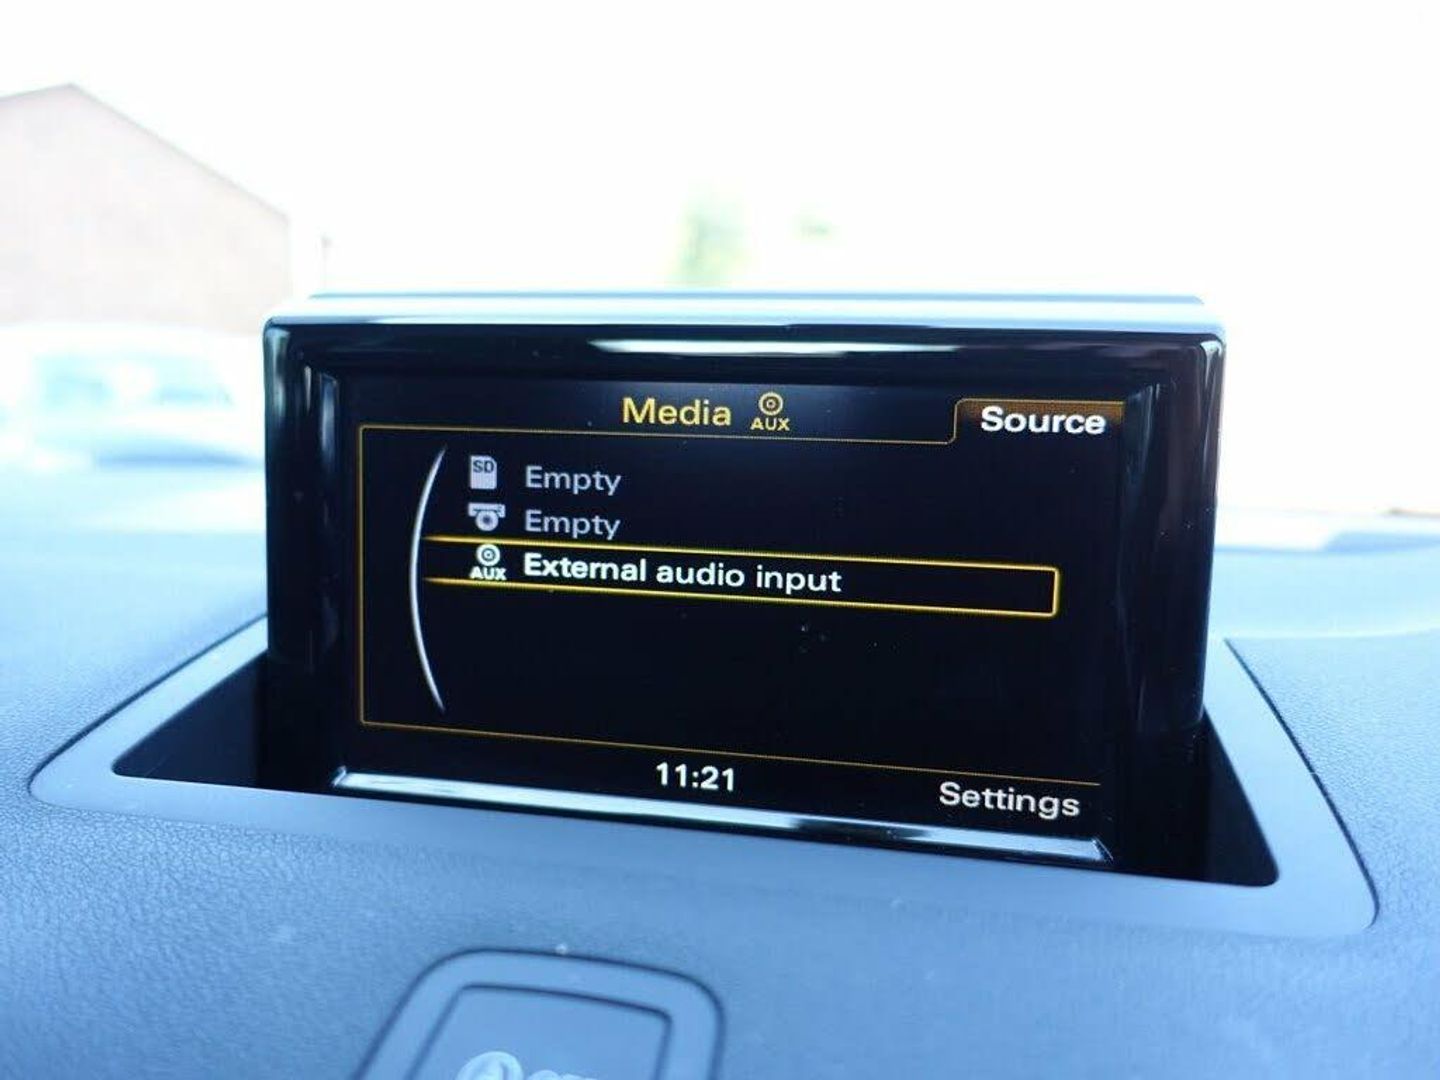 Media AUX
Source
SD Empty
Empty
AUX External audio input
11:21
Settings